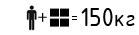 + = 150кг